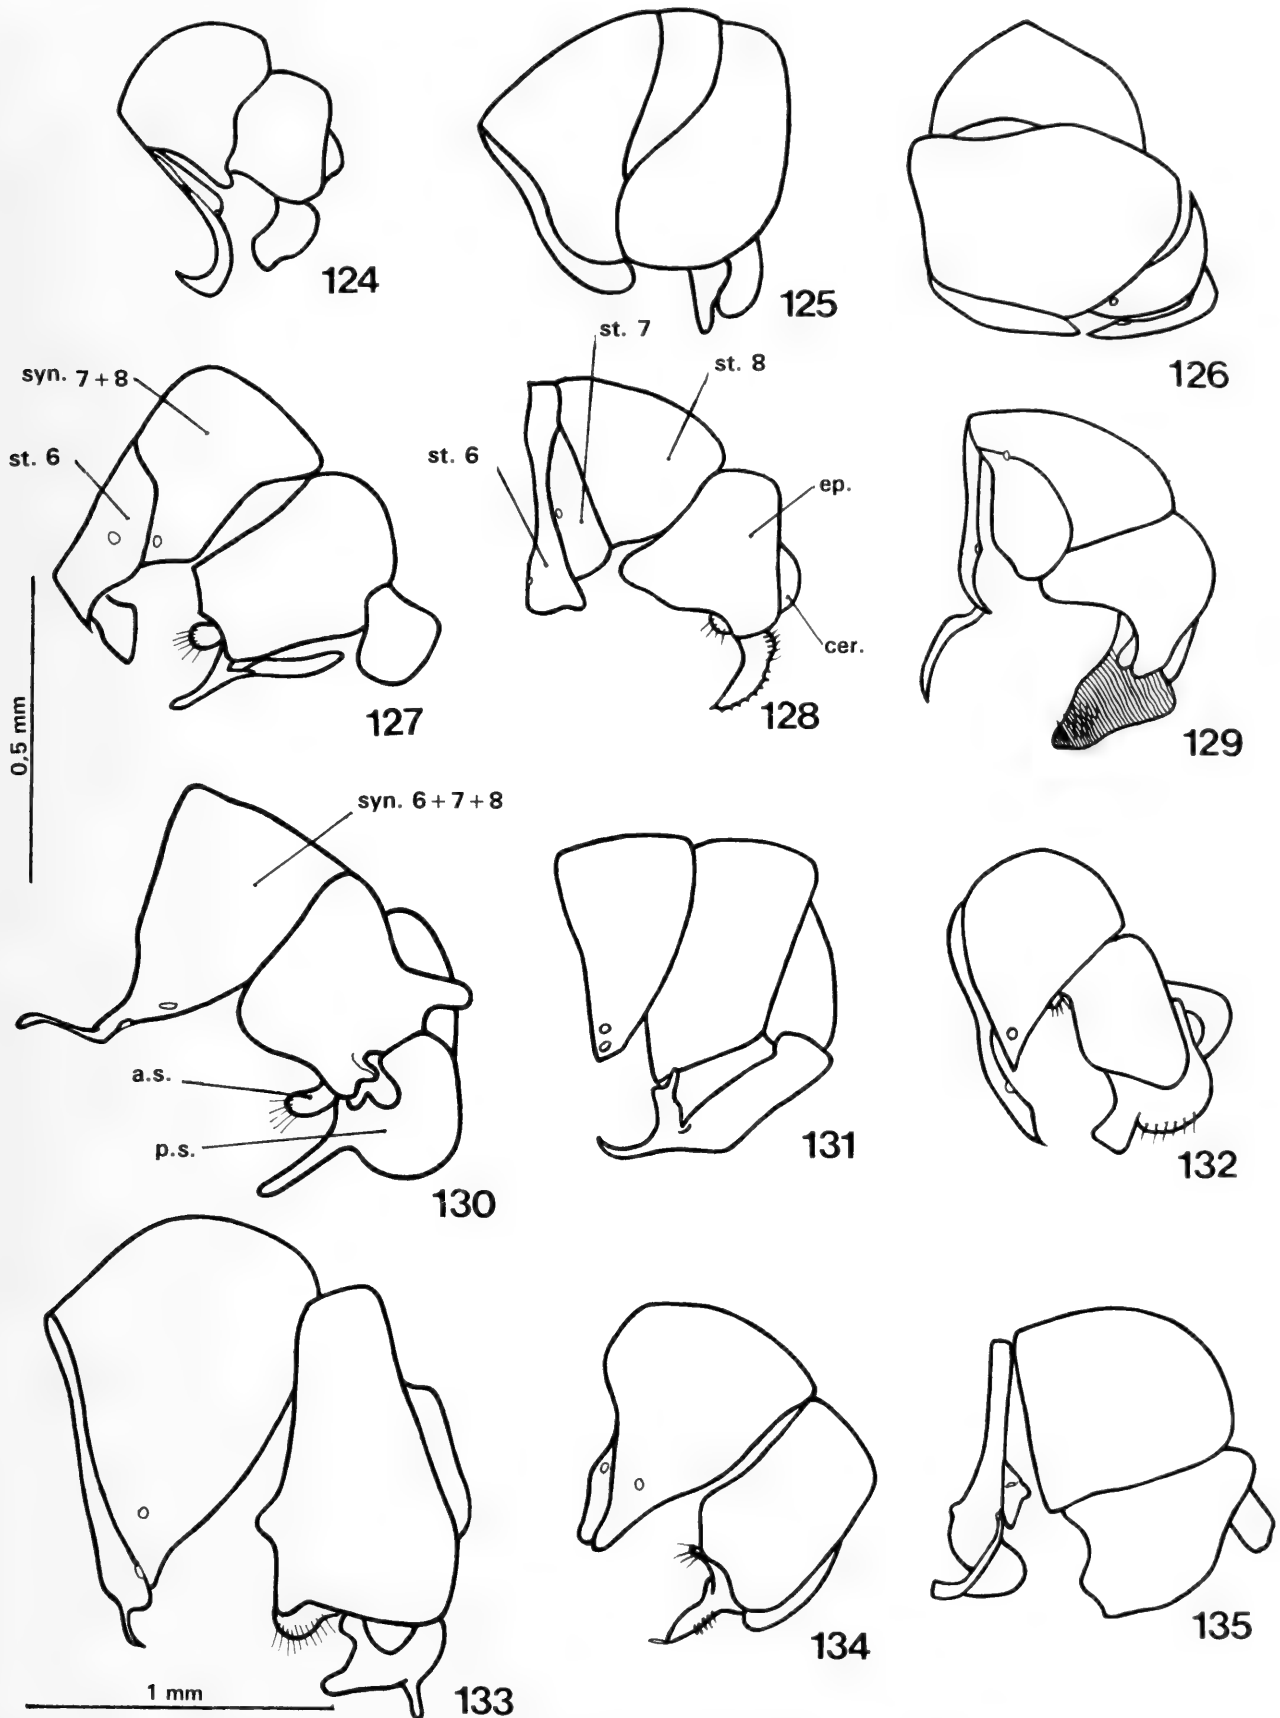 124
125
126
syn. 7+8
st. 6
127
st. 7
st. 8
st. 6
ep.
cer.
128
129
0,5 mm
syn. 6+7+8
a.s.
p.s.
130
131
132
1 mm
133
134
135